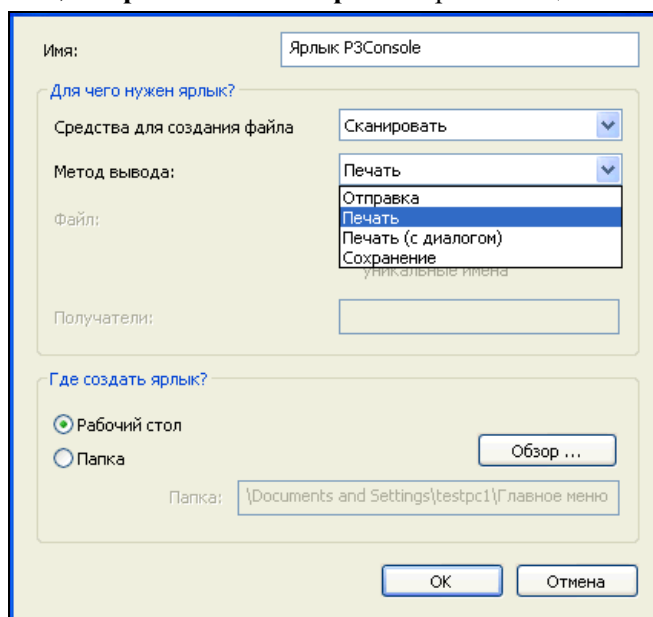 Имя: Ярлык P3Console
Для чего нужен ярлык?
Средства для создания файла Сканировать
Метод вывода: Печать
Отправка
Файл: Печать
Печать (с диалогом)
Сохранение
уникальные имена
Получатели:
Где создать ярлык?
Рабочий стол
Папка Обзор ...
Папка: \Documents and Settings\testpc1\Главное меню
OK Отмена